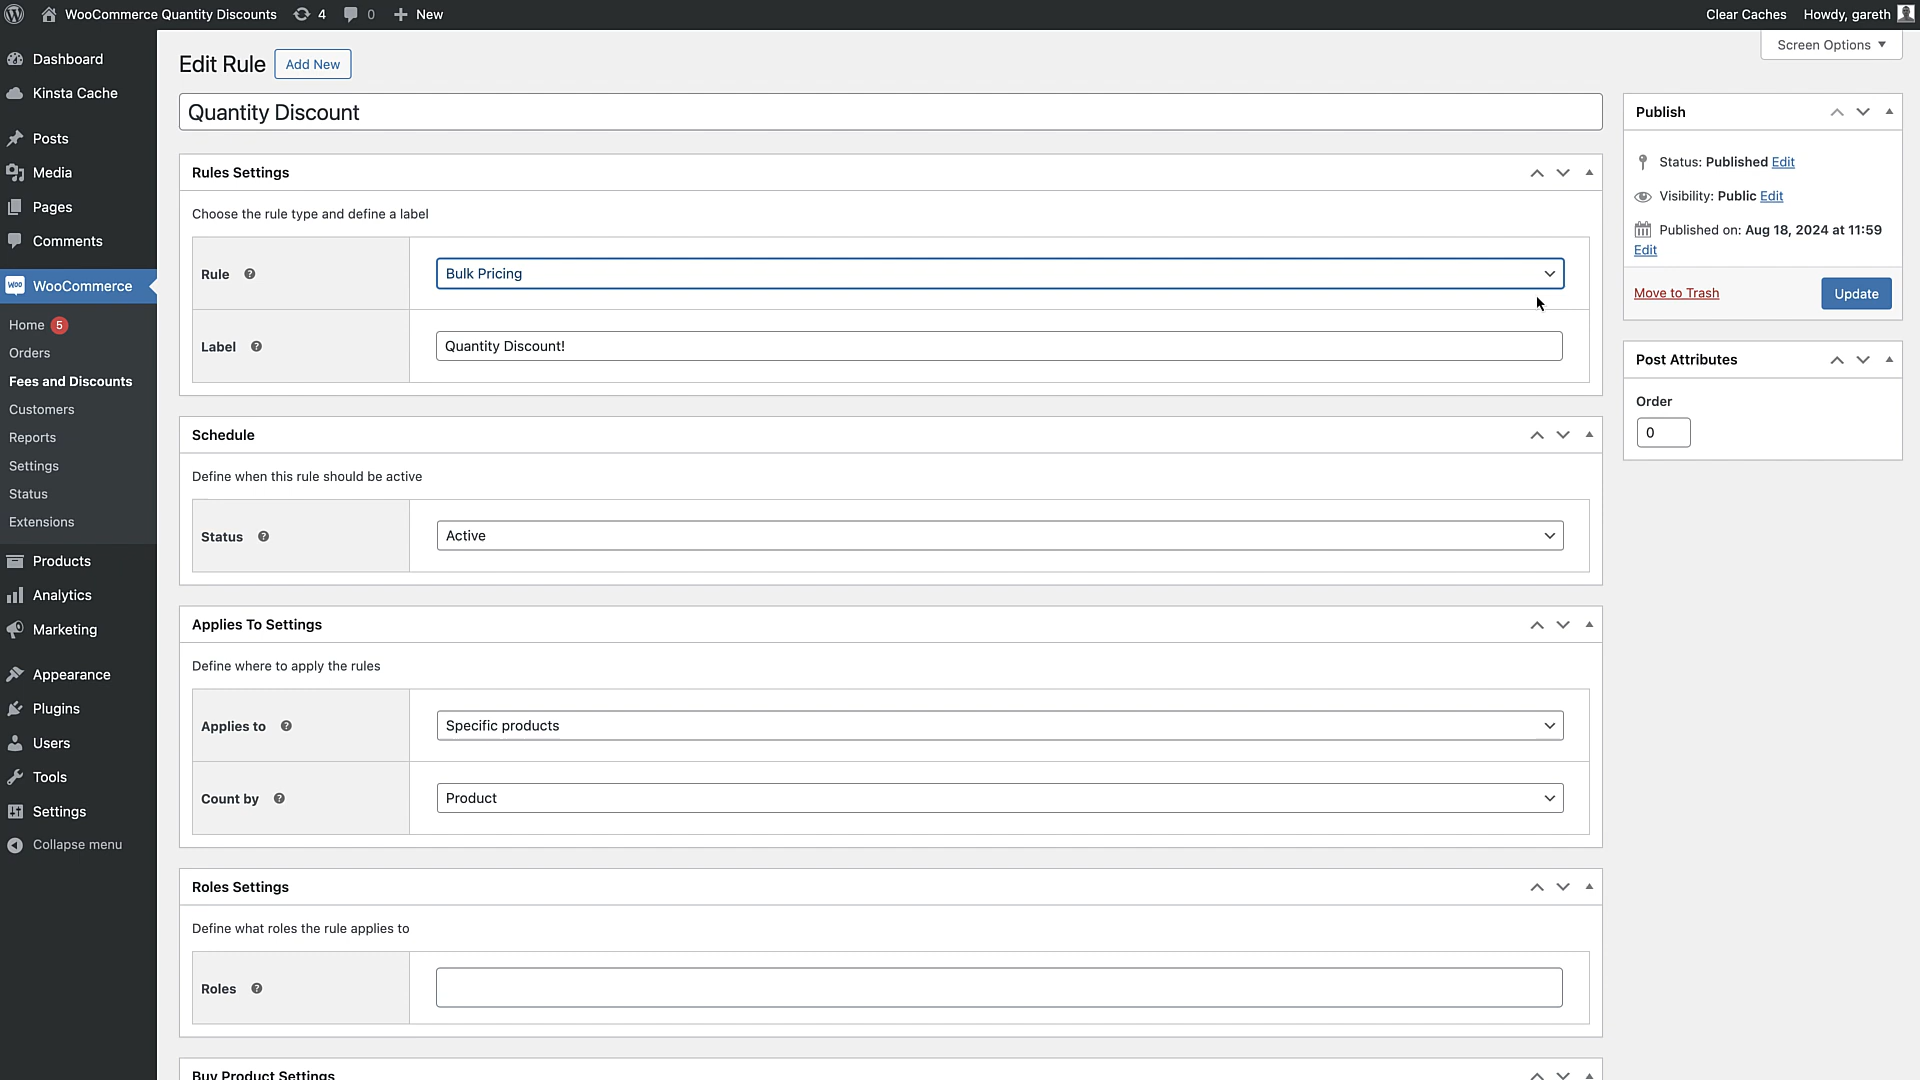 WooCommerce Quantity Discounts 4 0 New Clear Caches Howdy, gareth
Screen Options
Dashboard
Kinsta Cache
Posts
Media
Pages
Comments
woo WooCommerce
Home 5
Orders
Fees and Discounts
Customers
Reports
Settings
Status
Extensions
Products
Analytics
Marketing
Appearance
Plugins
Users
Tools
Settings
Collapse menu
Edit Rule Add New
Quantity Discount
Rules Settings
Choose the rule type and define a label
Rule ? Bulk Pricing
Label ? Quantity Discount!
Schedule
Define when this rule should be active
Status ? Active
Applies To Settings
Define where to apply the rules
Applies to ? Specific products
Count by ? Product
Roles Settings
Define what roles the rule applies to
Roles ?
Buy Product Settings
Publish
Status: Published Edit
Visibility: Public Edit
Published on: Aug 18, 2024 at 11:59
Edit
Move to Trash Update
Post Attributes
Order
0